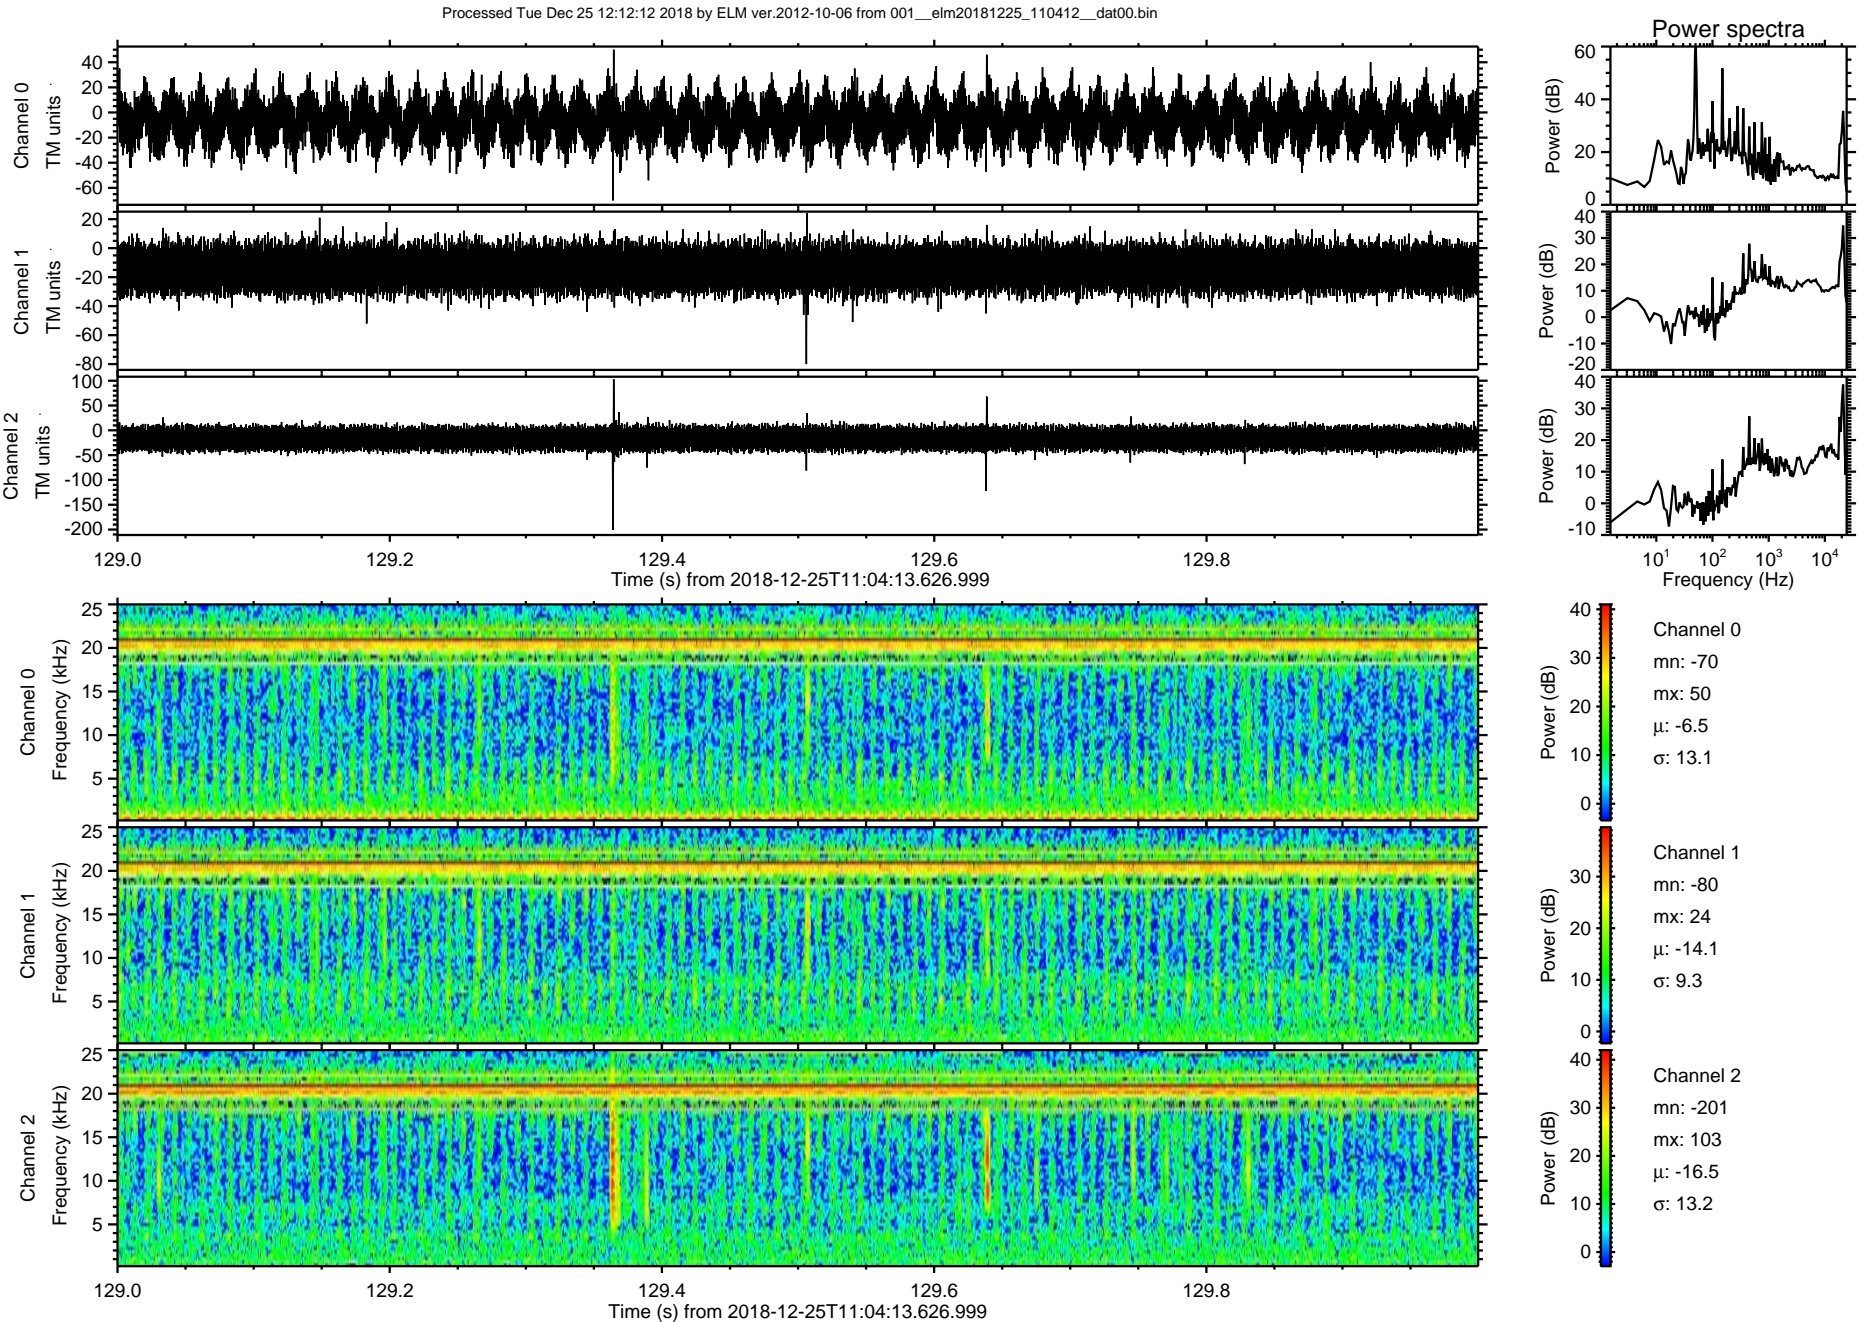 Processed Tue Dec 25 12:12:12 2018 by ELM ver.2012-10-06 from 001__elm20181225_110412__dat00.bin
Power spectra
Channel 0
TM units
40
20
0
-20
-40
-60
Power (dB)
60
40
20
0
Channel 1
TM units
20
0
-20
-40
-60
-80
Power (dB)
40
30
20
10
0
-10
-20
Channel 2
TM units
100
50
0
-50
-100
-150
-200
Power (dB)
40
30
20
10
0
-10
129.0 129.2 129.4 129.6 129.8
Time (s) from 2018-12-25T11:04:13.626.999
10^1 10^2 10^3 10^4
Frequency (Hz)
Channel 0
Frequency (kHz)
25
20
15
10
5
Power (dB)
40
30
20
10
0
Channel 0
mn: -70
mx: 50
μ: -6.5
σ: 13.1
Channel 1
Frequency (kHz)
25
20
15
10
5
Power (dB)
30
20
10
0
Channel 1
mn: -80
mx: 24
μ: -14.1
σ: 9.3
Channel 2
Frequency (kHz)
25
20
15
10
5
Power (dB)
40
30
20
10
0
Channel 2
mn: -201
mx: 103
μ: -16.5
σ: 13.2
129.0 129.2 129.4 129.6 129.8
Time (s) from 2018-12-25T11:04:13.626.999